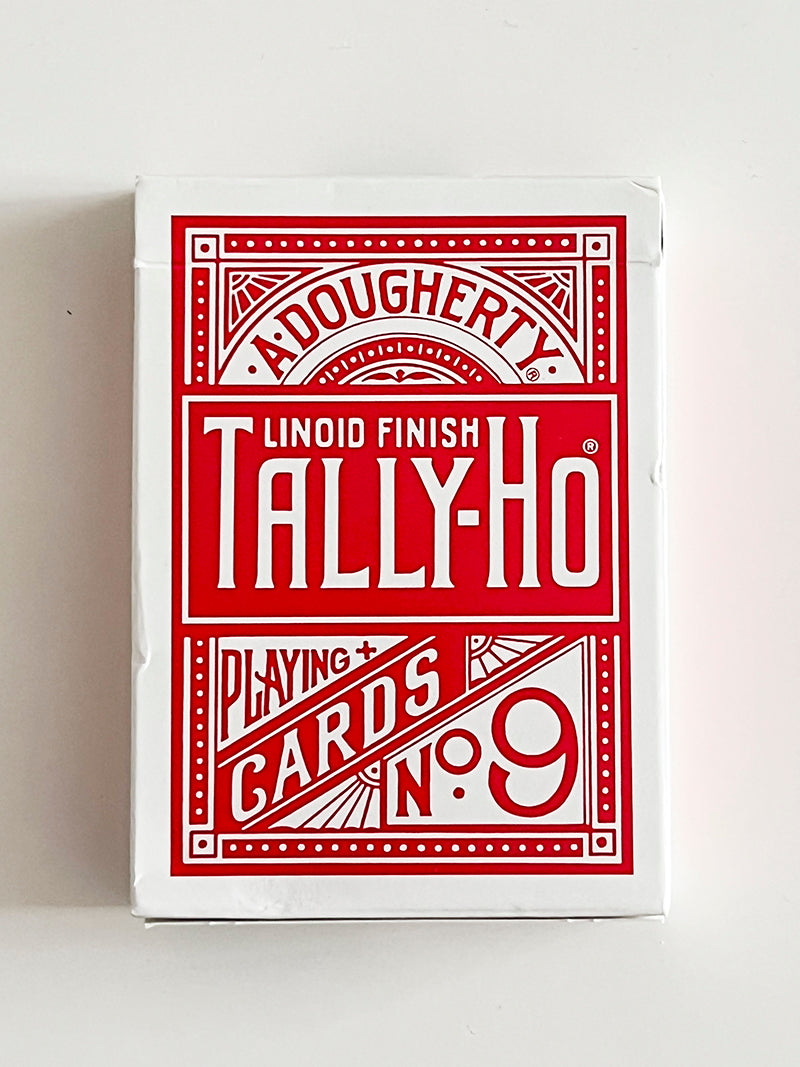 A·DOUGHERTY ®
LINOID FINISH
TALLY-HO ®
PLAYING +
CARDS
No. 9